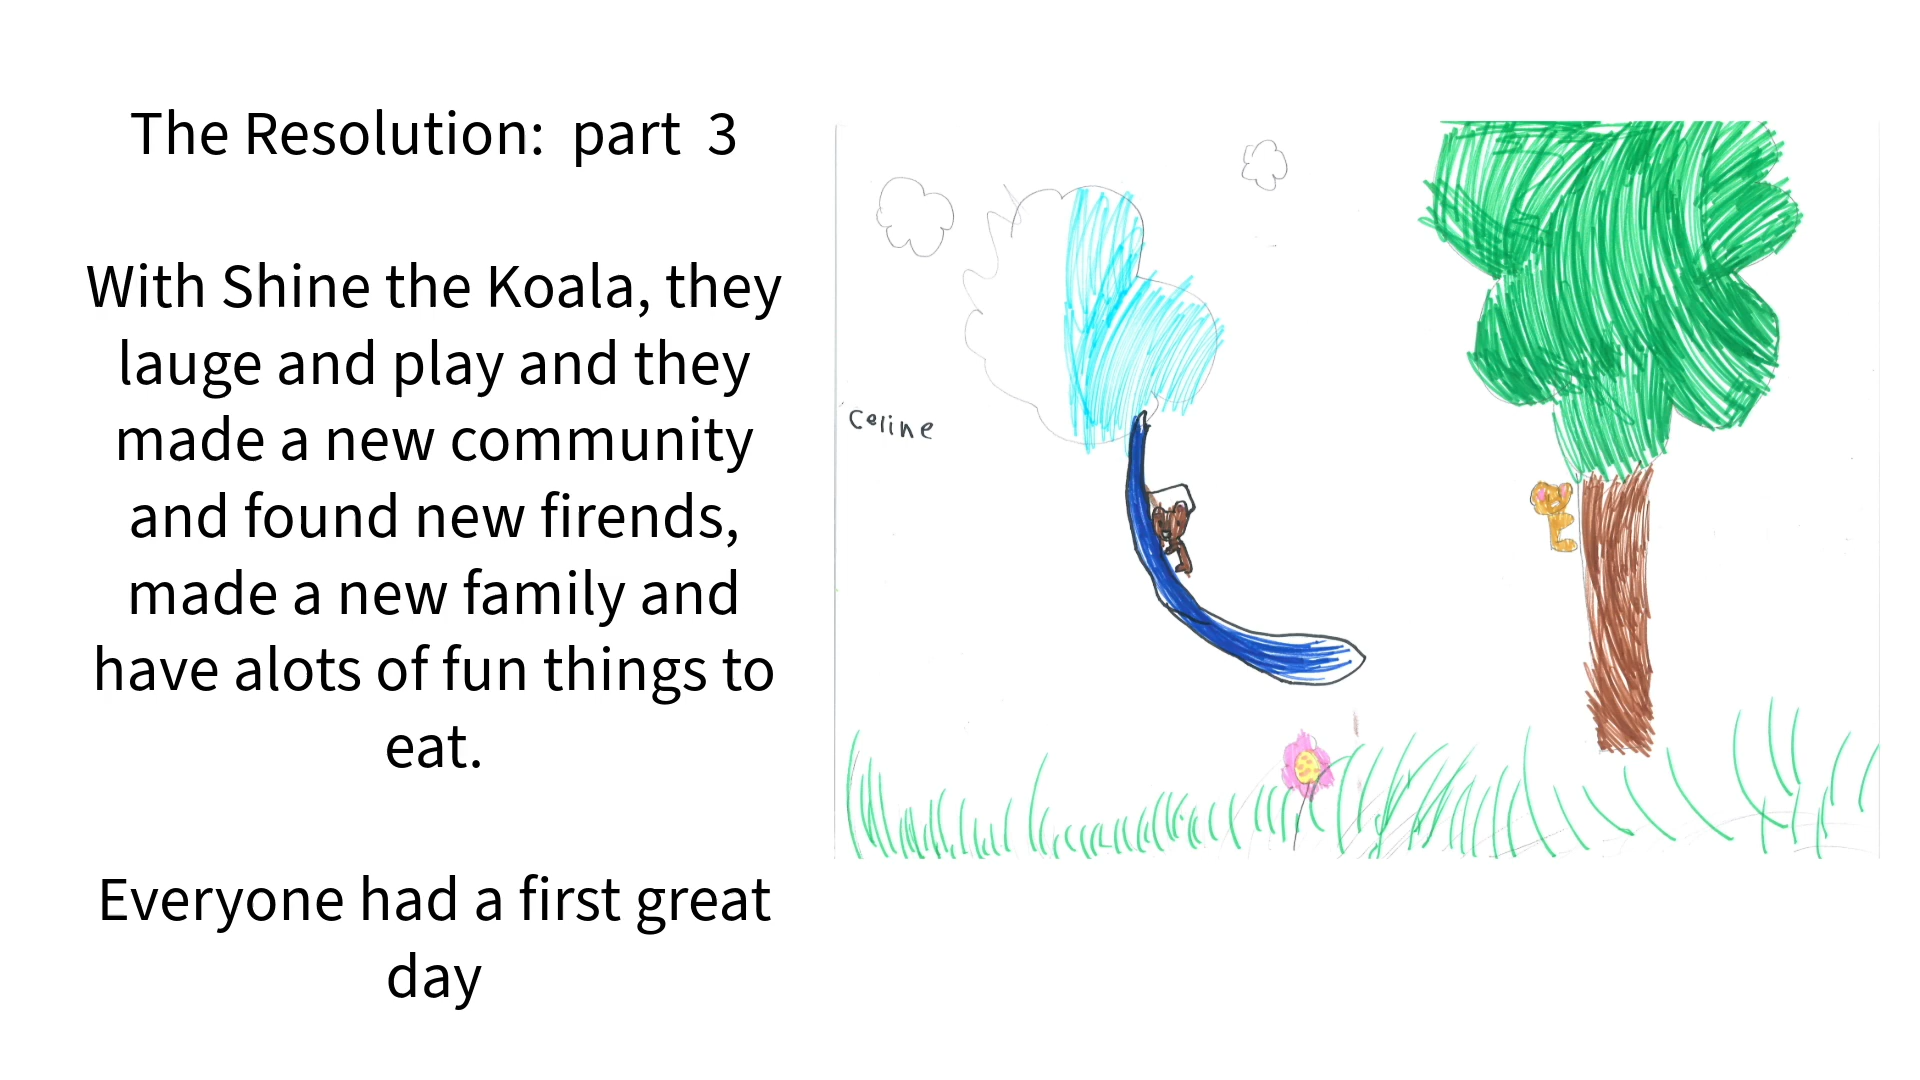 The Resolution: part 3
With Shine the Koala, they
lauge and play and they
made a new community
and found new firends,
made a new family and
have alots of fun things to
eat.
Everyone had a first great
day
celine